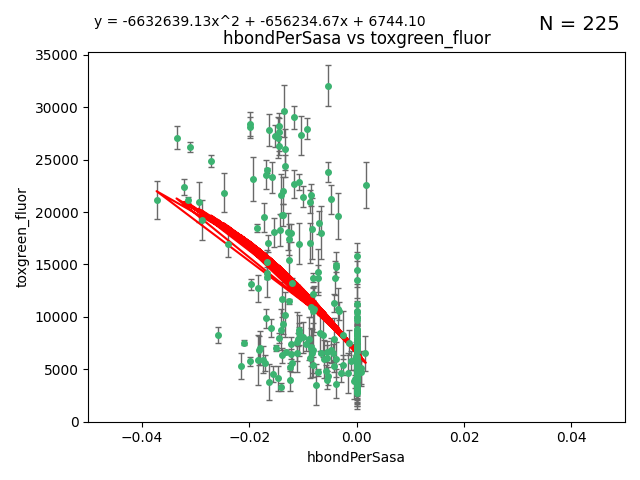 y = -6632639.13x^2 + -656234.67x + 6744.10
N = 225
hbondPerSasa vs toxgreen_fluor
35000
30000
25000
20000
15000
10000
5000
0
toxgreen_fluor
−0.04
−0.02
0.00
0.02
0.04
hbondPerSasa